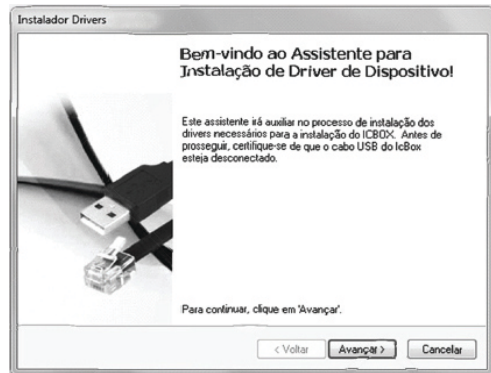 Instalador Drivers
Bem-vindo ao Assistente para
Instalação de Driver de Dispositivo!
Este assistente irá auxiliar no processo de instalação dos
drivers necessários para a instalação do ICBOX. Antes de
prosseguir, certifique-se de que o cabo USB do IcBox
esteja desconectado.
Para continuar, clique em 'Avançar'.
< Voltar
Avançar >
Cancelar